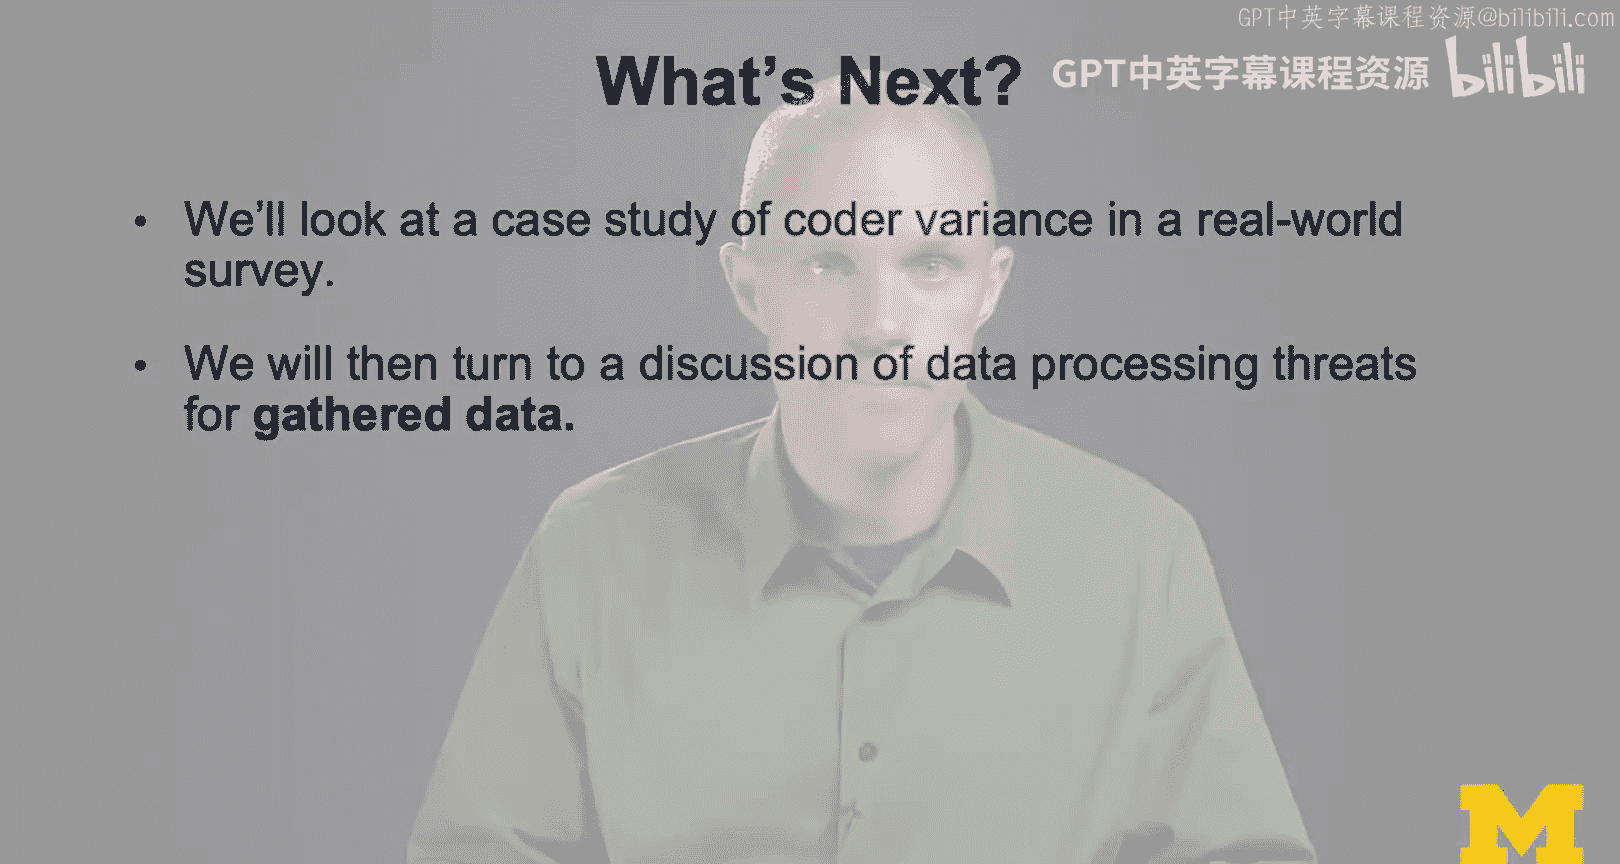 GPT中英字幕课程资源@bilibili.com
What's Next?
GPT中英字幕课程资源 bilibili
• We'll look at a case study of coder variance in a real-world
survey.
• We will then turn to a discussion of data processing threats
for gathered data.
M